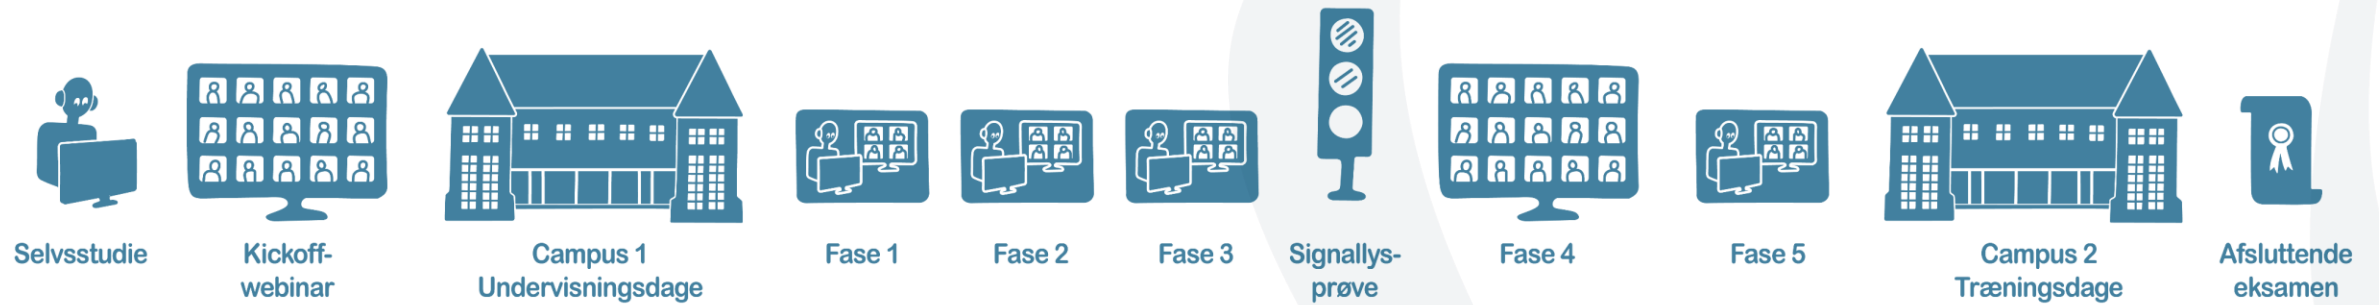 Selvsstudie
Kickoff-
webinar
Campus 1
Undervisningsdage
Fase 1
Fase 2
Fase 3
Signallys-
prøve
Fase 4
Fase 5
Campus 2
Træningsdage
Afsluttende
eksamen